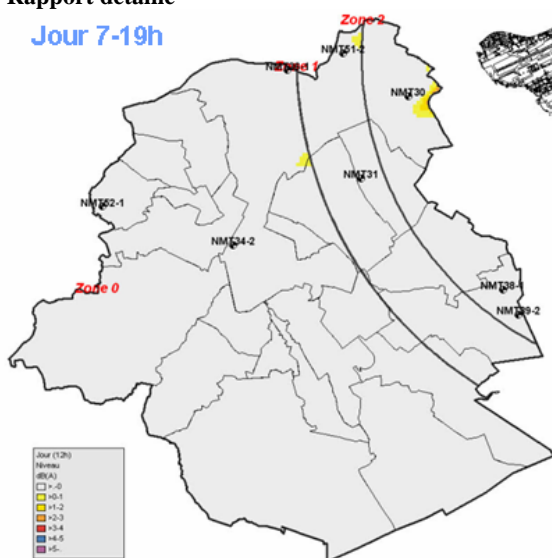 Rapport détaillé
Jour 7-19h
Zone 2
NMT51-2
Zone 1
NMT30
NMT31
NMT52-1
NMT34-2
Zone 0
NMT38-1
NMT39-2
Jour (12h)
Niveau
dB(A)
>.-0
>0-1
>1-2
>2-3
>3-4
>4-5
>5-.